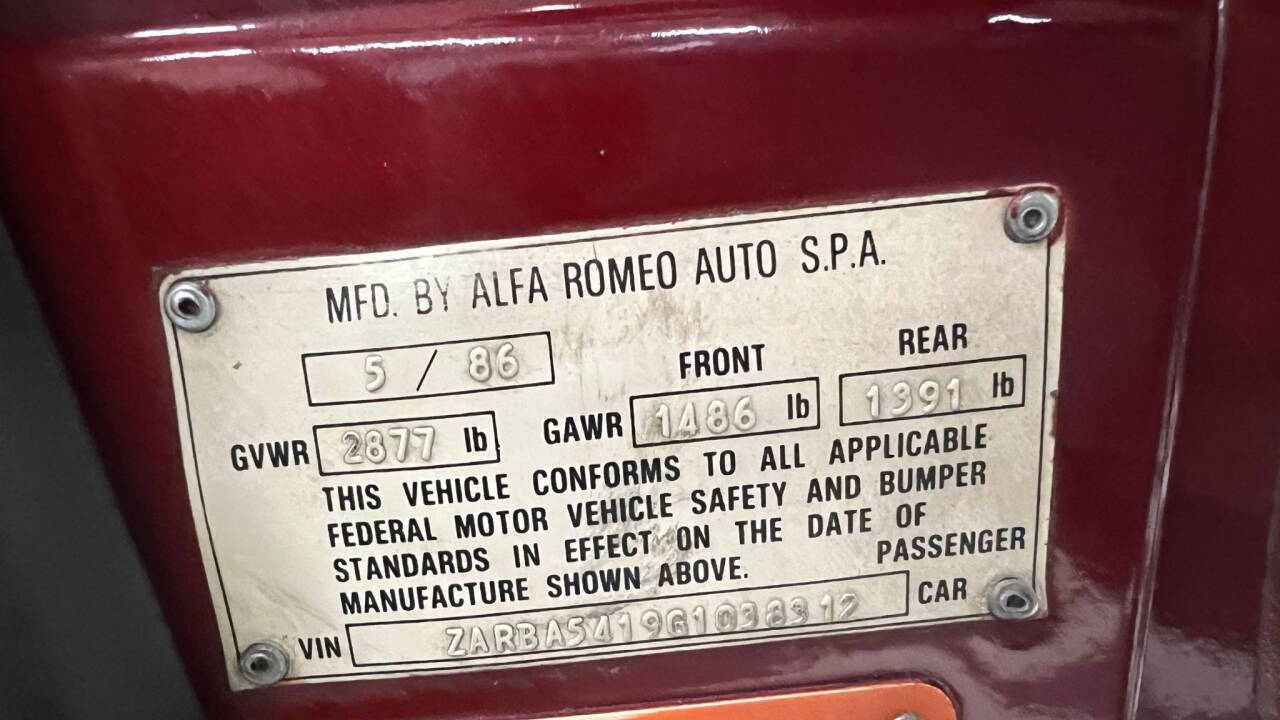 MFD. BY ALFA ROMEO AUTO S.P.A.
5 / 86
FRONT REAR
GVWR 2877 lb GAWR 1486 lb 1391 lb
THIS VEHICLE CONFORMS TO ALL APPLICABLE
FEDERAL MOTOR VEHICLE SAFETY AND BUMPER
STANDARDS IN EFFECT ON THE DATE OF
MANUFACTURE SHOWN ABOVE. PASSENGER
VIN ZARBA5419G1038312 CAR